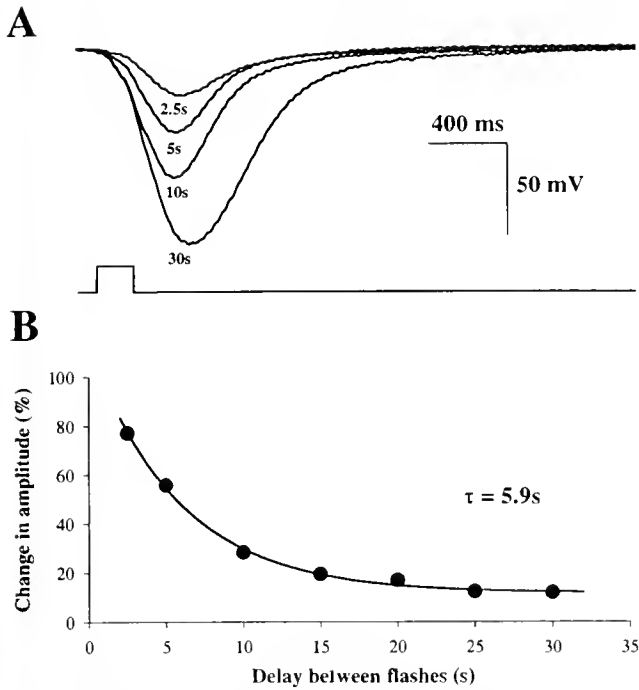 A
2.5s
5s
10s
30s
400 ms
50 mV
B
Change in amplitude (%)
100
80
60
40
20
0
τ = 5.9s
0 5 10 15 20 25 30 35
Delay between flashes (s)